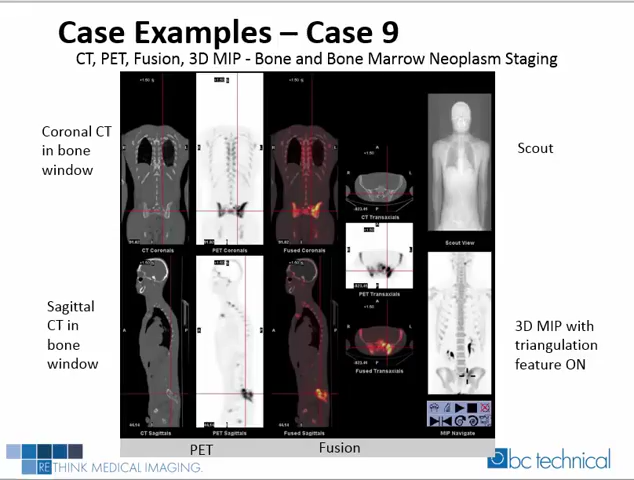 Case Examples – Case 9
CT, PET, Fusion, 3D MIP - Bone and Bone Marrow Neoplasm Staging
Coronal CT
in bone
window
Scout
CT Transaxials
Scout View
CT Coronals
PET Coronals
Fused Coronals
PET Transaxials
Sagittal
CT in
bone
window
3D MIP with
triangulation
feature ON
Fused Transaxials
CT Sagittals
PET Sagittals
Fused Sagittals
MIP Navigate
PET
Fusion
RETHINK MEDICAL IMAGING.
bc technical